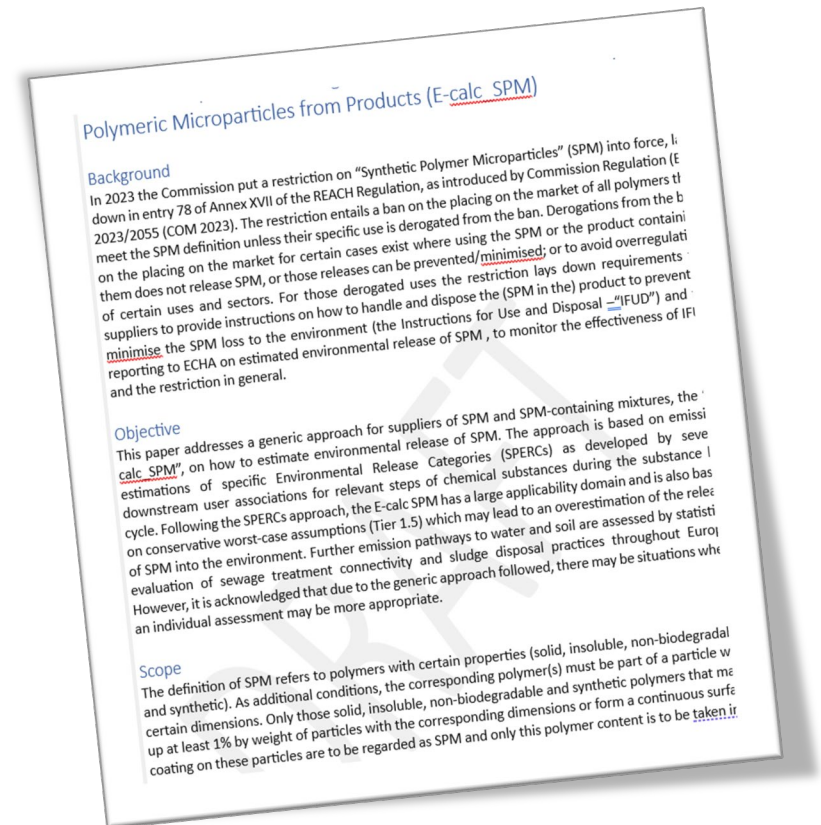 Polymeric Microparticles from Products (E-calc_SPM)
Background
In 2023 the Commission put a restriction on “Synthetic Polymer Microparticles” (SPM) into force,
down in entry 78 of Annex XVII of the REACH Regulation, as introduced by Commission Regulation (E
2023/2055 (COM 2023). The restriction entails a ban on the placing on the market of all polymers
meet the SPM definition unless their specific use is derogated from the ban. Derogations from the
on the placing on the market for certain cases exist where using the SPM or the product
them does not release SPM, or those releases can be prevented/minimised; or to avoid
of certain uses and sectors. For those derogated uses the restriction lays down requirements
suppliers to provide instructions on how to handle and dispose the (SPM in the) product to prevent
minimise the SPM loss to the environment (the Instructions for Use and Disposal –“IFUD”) and
reporting to ECHA on estimated environmental release of SPM , to monitor the effectiveness of
and the restriction in general.
Objective
This paper addresses a generic approach for suppliers of SPM and SPM-containing mixtures, the
calc_SPM”, on how to estimate environmental release of SPM. The approach is based on
estimations of specific Environmental Release Categories (SPERCs) as developed by
downstream user associations for relevant steps of chemical substances during the substance
cycle. Following the SPERCs approach, the E-calc SPM has a large applicability domain and is also
on conservative worst-case assumptions (Tier 1.5) which may lead to an overestimation of the
of SPM into the environment. Further emission pathways to water and soil are assessed by
evaluation of sewage treatment connectivity and sludge disposal practices throughout
However, it is acknowledged that due to the generic approach followed, there may be situations
an individual assessment may be more appropriate.
Scope
The definition of SPM refers to polymers with certain properties (solid, insoluble,
and synthetic). As additional conditions, the corresponding polymer(s) must be part of a particle
certain dimensions. Only those solid, insoluble, non-biodegradable and synthetic polymers that
up at least 1% by weight of particles with the corresponding dimensions or form a continuous
coating on these particles are to be regarded as SPM and only this polymer content is to be taken
DRAFT